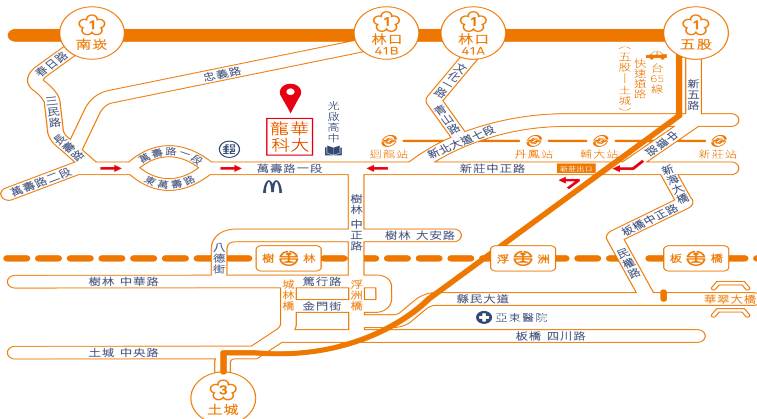 1
南崁
1
林口
41B
1
林口
41A
1
五股
台65線
快速道路
(五股－土城)
春日路
忠義路
文化一路
青山路
新五路
三民路
長壽路
光啟高中
龍華
科大
萬壽路一段
東萬壽路
郵
萬壽路一段
萬壽路二段
新北大道七段
迴龍站
丹鳳站
輔大站
新莊站
中環路
新莊中正路
新莊出口
新海大橋
樹林 中正路
板橋中正路
民權路
樹林 大安路
八德街
樹林
浮洲
板橋
樹林 中華路
城林橋
篤行路
浮洲橋
金門街
縣民大道
華翠大橋
亞東醫院
板橋 四川路
土城 中央路
3
土城